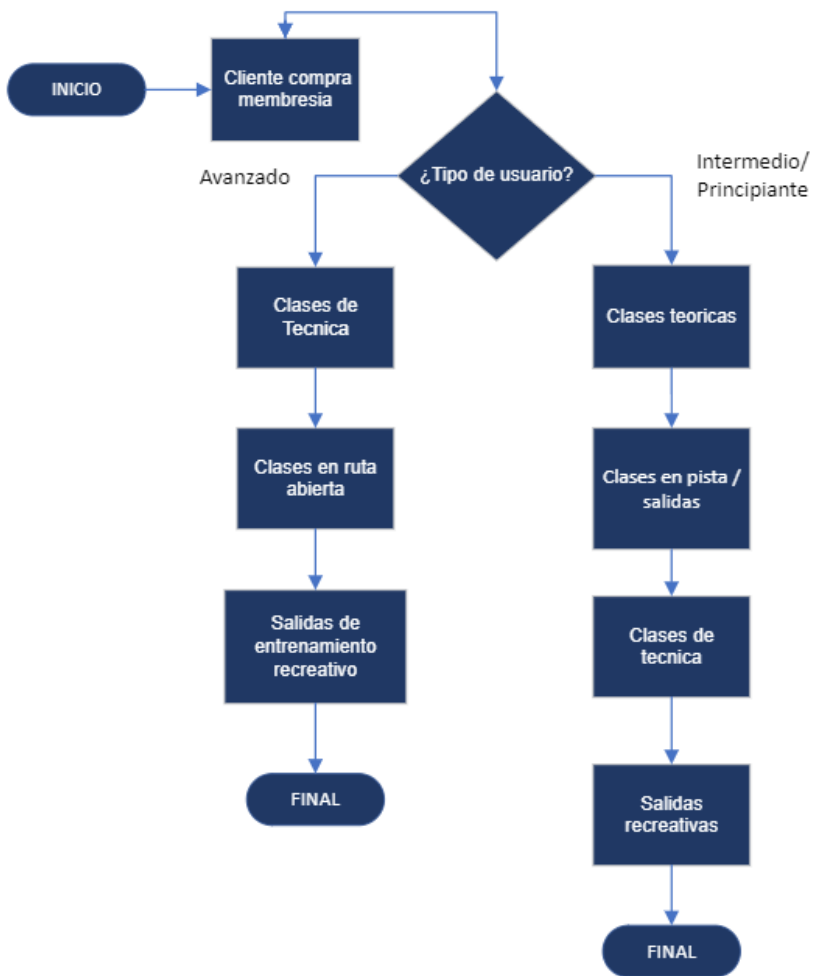 INICIO
Cliente compra
membresia
¿Tipo de usuario?
Avanzado
Intermedio/
Principiante
Clases de
Tecnica
Clases en ruta
abierta
Salidas de
entrenamiento
recreativo
FINAL
Clases teoricas
Clases en pista /
salidas
Clases de
tecnica
Salidas
recreativas
FINAL